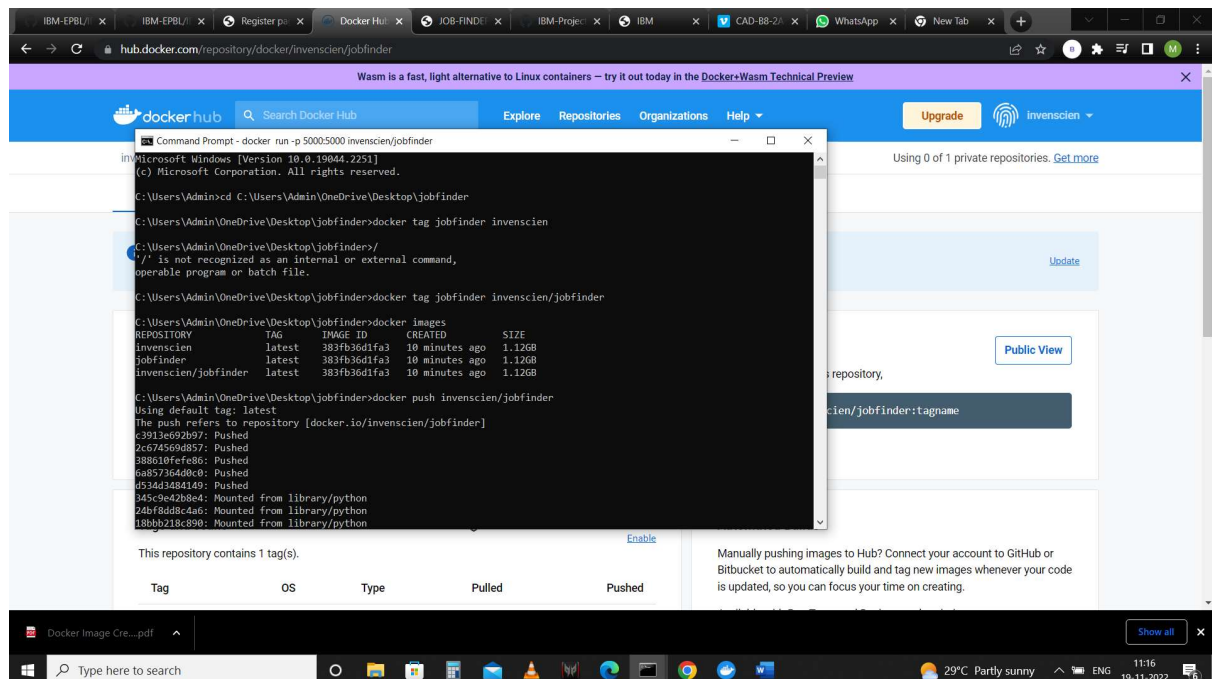 IBM-EPBL/I
IBM-EPBL/I
Register pa
Docker Hub
JOB-FINDE
IBM-Project
IBM
CAD-B8-2A
WhatsApp
New Tab
hub.docker.com/repository/docker/invenscien/jobfinder
Wasm is a fast, light alternative to Linux containers — try it out today in the Docker+Wasm Technical Preview
dockerhub
Search Docker Hub
Explore Repositories Organizations Help
Upgrade
invenscien
Using 0 of 1 private repositories. Get more
Command Prompt - docker run -p 5000:5000 invenscien/jobfinder
Microsoft Windows [Version 10.0.19044.2251]
(c) Microsoft Corporation. All rights reserved.
C:\Users\Admin>cd C:\Users\Admin\OneDrive\Desktop\jobfinder
C:\Users\Admin\OneDrive\Desktop\jobfinder>docker tag jobfinder invenscien
C:\Users\Admin\OneDrive\Desktop\jobfinder>/
'/' is not recognized as an internal or external command,
operable program or batch file.
C:\Users\Admin\OneDrive\Desktop\jobfinder>docker tag jobfinder invenscien/jobfinder
C:\Users\Admin\OneDrive\Desktop\jobfinder>docker images
REPOSITORY TAG IMAGE ID CREATED SIZE
invenscien latest 383fb36d1fa3 10 minutes ago 1.12GB
jobfinder latest 383fb36d1fa3 10 minutes ago 1.12GB
invenscien/jobfinder latest 383fb36d1fa3 10 minutes ago 1.12GB
C:\Users\Admin\OneDrive\Desktop\jobfinder>docker push invenscien/jobfinder
Using default tag: latest
The push refers to repository [docker.io/invenscien/jobfinder]
c3913e692b97: Pushed
2c674569d857: Pushed
388610fefe86: Pushed
6a857364d0c0: Pushed
d534d3484149: Pushed
345c9e42b8e4: Mounted from library/python
24bf8dd8c4a6: Mounted from library/python
18bbb218c890: Mounted from library/python
Update
Public View
repository,
cien/jobfinder:tagname
Enable
This repository contains 1 tag(s).
Tag OS Type Pulled Pushed
Manually pushing images to Hub? Connect your account to GitHub or
Bitbucket to automatically build and tag new images whenever your code
is updated, so you can focus your time on creating.
Docker Image Cre....pdf
Show all
Type here to search
29°C Partly sunny
ENG
11:16
19-11-2022